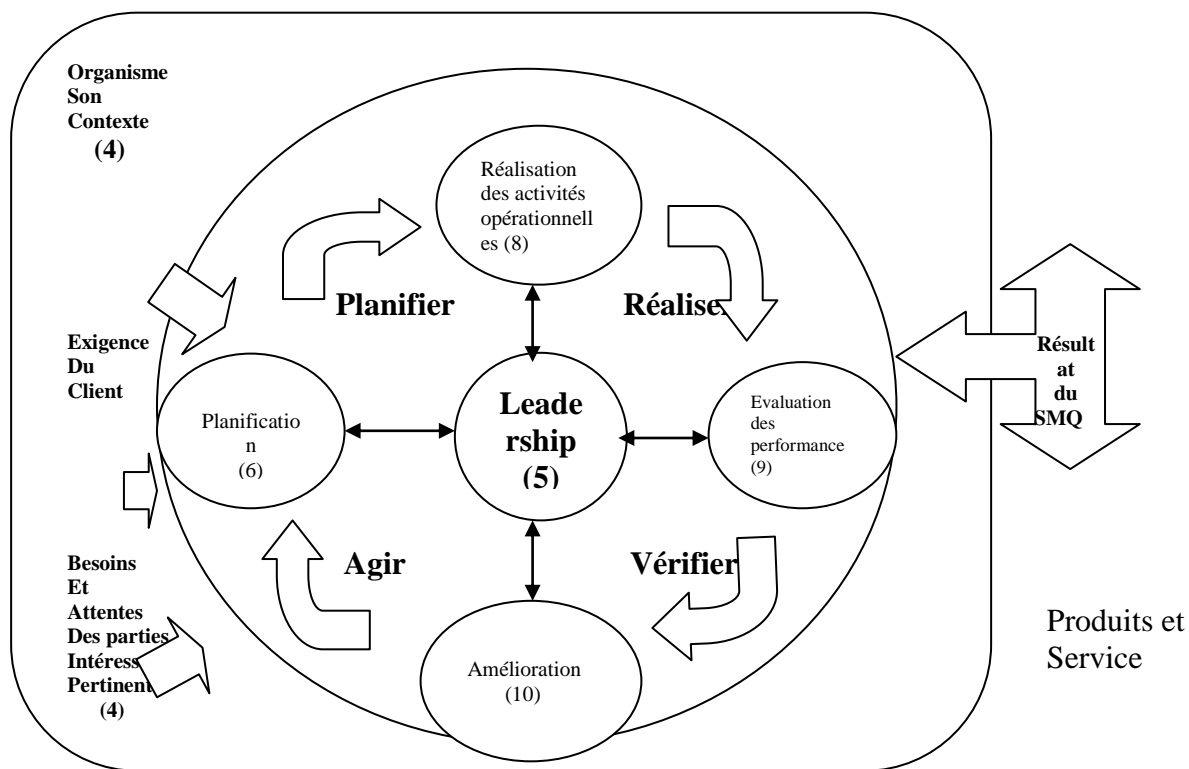 Organisme
Son
Contexte
(4)
Réalisation
des activités
opérationnell
es (8)
Planifier
Réalise
Exigence
Du
Client
Planificatio
n
(6)
Leade
rship
(5)
Evaluation
des
performance
(9)
Résult
at
du
SMQ
Agir
Vérifier
Besoins
Et
Attentes
Des parties
Intéress
Pertinent
(4)
Amélioration
(10)
Produits et
Service